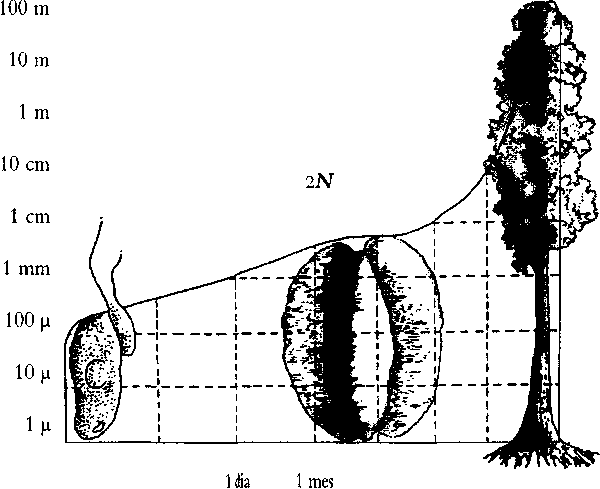 100 m
10 m
1 m
10 cm
2N
1 cm
1 mm
100 µ
10 µ
1 µ
1 dia 1 mes